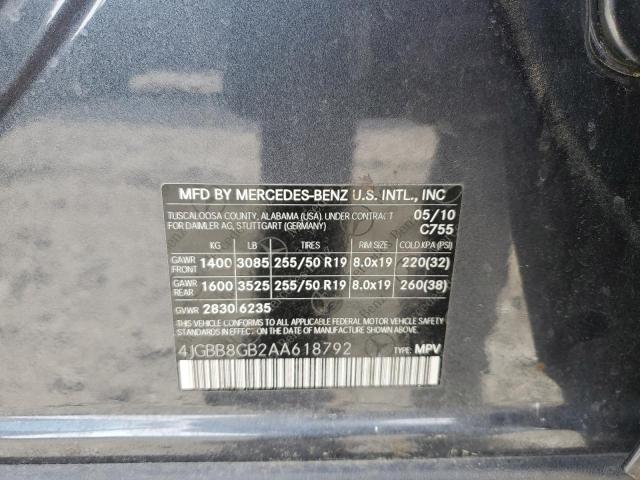 MFD BY MERCEDES-BENZ U.S. INTL., INC
TUSCALOOSA COUNTY, ALABAMA (USA). UNDER CONTRACT 05/10
FOR DAIMLER AG, STUTTGART (GERMANY) C755
KG LB TIRES RIM SIZE COLD KPA (PSI)
GAWR FRONT 1400 3085 255/50 R19 8.0x19 220(32)
GAWR REAR 1600 3525 255/50 R19 8.0x19 260(38)
GVWR 2830 6235
THIS VEHICLE CONFORMS TO ALL APPLICABLE FEDERAL MOTOR VEHICLE
SAFETY STANDARDS IN EFFECT ON THE DATE OF MANUFACTURE SHOWN ABOVE.
4JGBB8GB2AA618792 TYPE: MPV